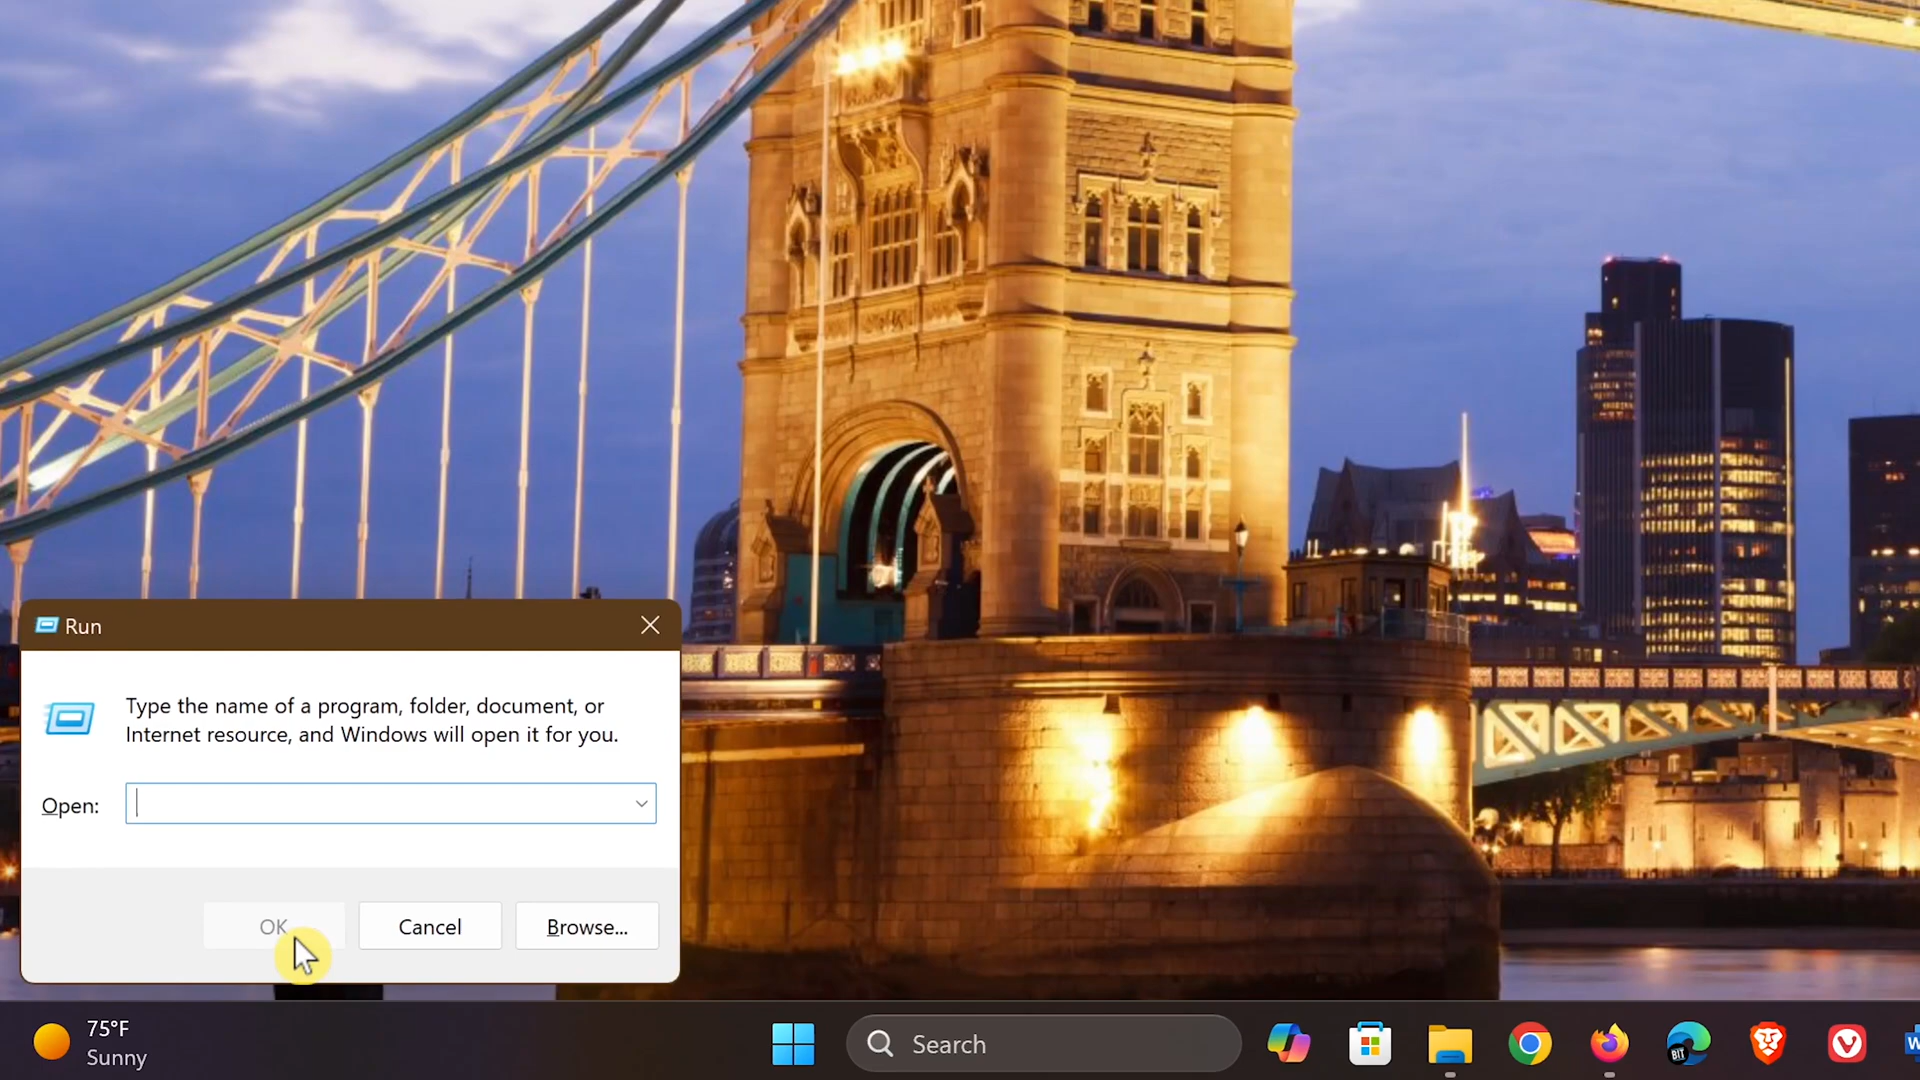 Run
Type the name of a program, folder, document, or
Internet resource, and Windows will open it for you.
Open:
OK
Cancel
Browse...
75°F
Sunny
Search
BIT
W